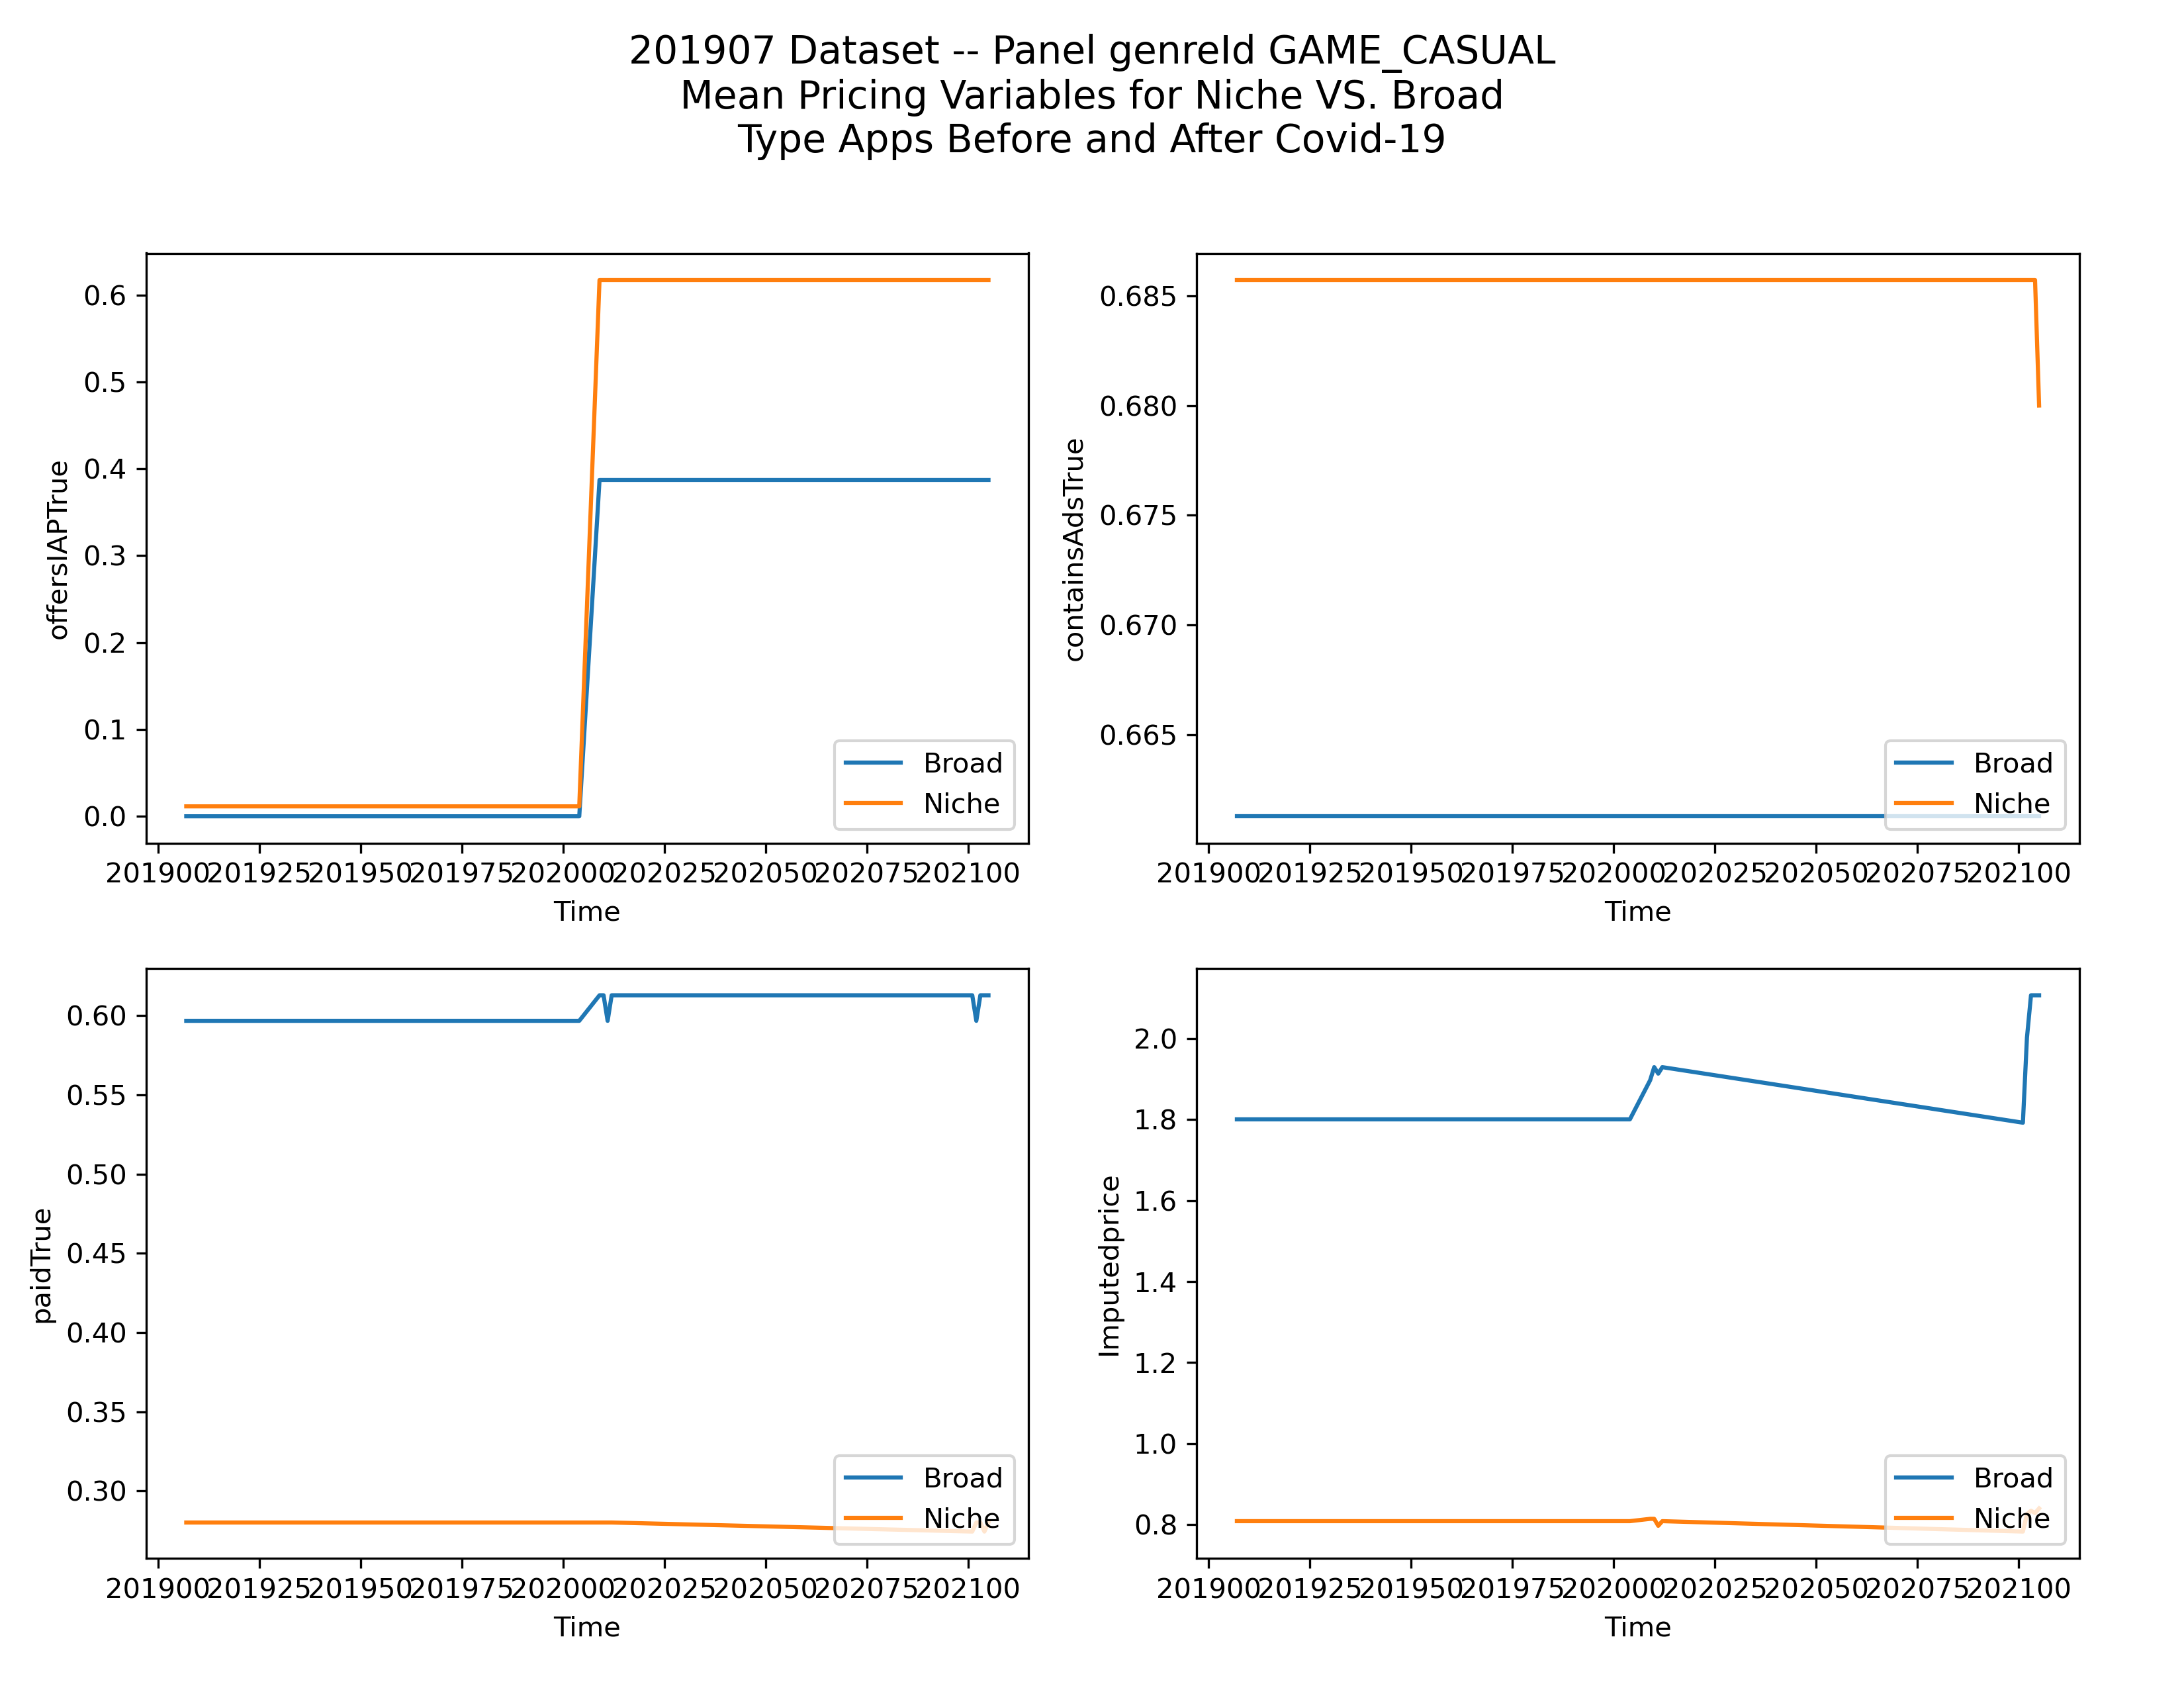 201907 Dataset -- Panel genreId GAME_CASUAL
Mean Pricing Variables for Niche VS. Broad
Type Apps Before and After Covid-19
0.6
0.5
0.4
0.3
0.2
0.1
0.0
offersIAPTrue
Broad
Niche
201900 201925 201950 201975 202000 202025 202050 202075 202100
Time
0.685
0.680
0.675
0.670
0.665
containsAdsTrue
Broad
Niche
201900 201925 201950 201975 202000 202025 202050 202075 202100
Time
0.60
0.55
0.50
0.45
0.40
0.35
0.30
paidTrue
Broad
Niche
201900 201925 201950 201975 202000 202025 202050 202075 202100
Time
2.0
1.8
1.6
1.4
1.2
1.0
0.8
Imputedprice
Broad
Niche
201900 201925 201950 201975 202000 202025 202050 202075 202100
Time